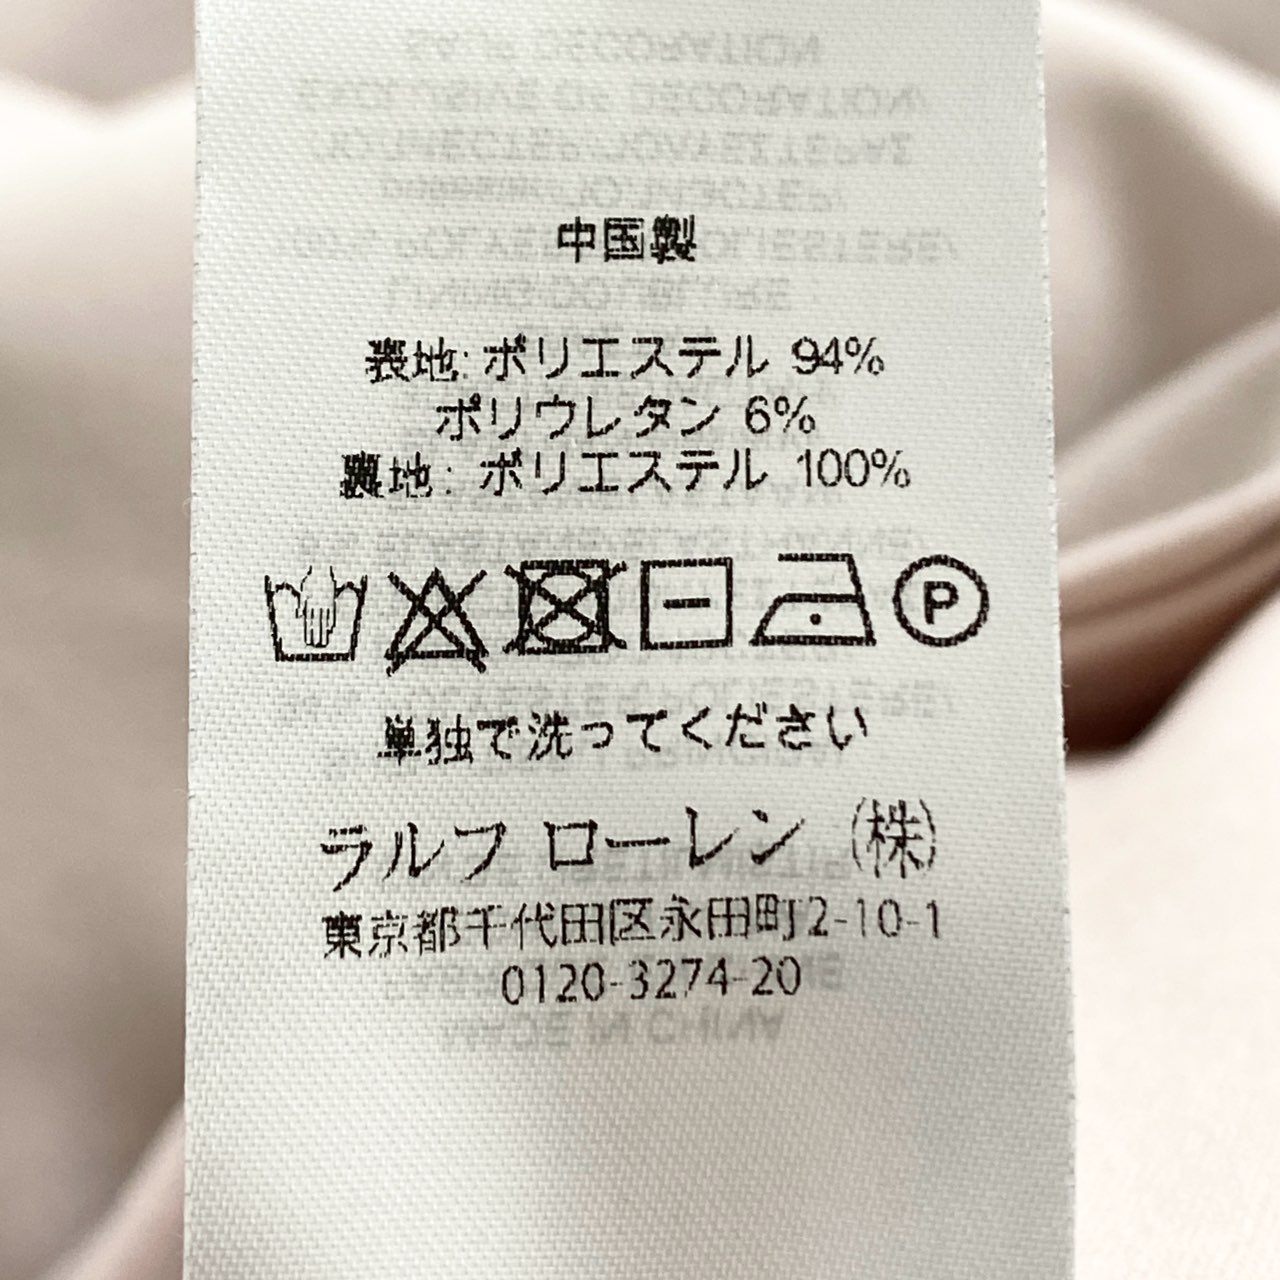 中国製
表地: ポリエステル 94%
ポリウレタン 6%
裏地: ポリエステル 100%
P
単独で洗ってください
ラルフ ローレン (株)
東京都千代田区永田町2-10-1
0120-3274-20
MADE IN CHINA